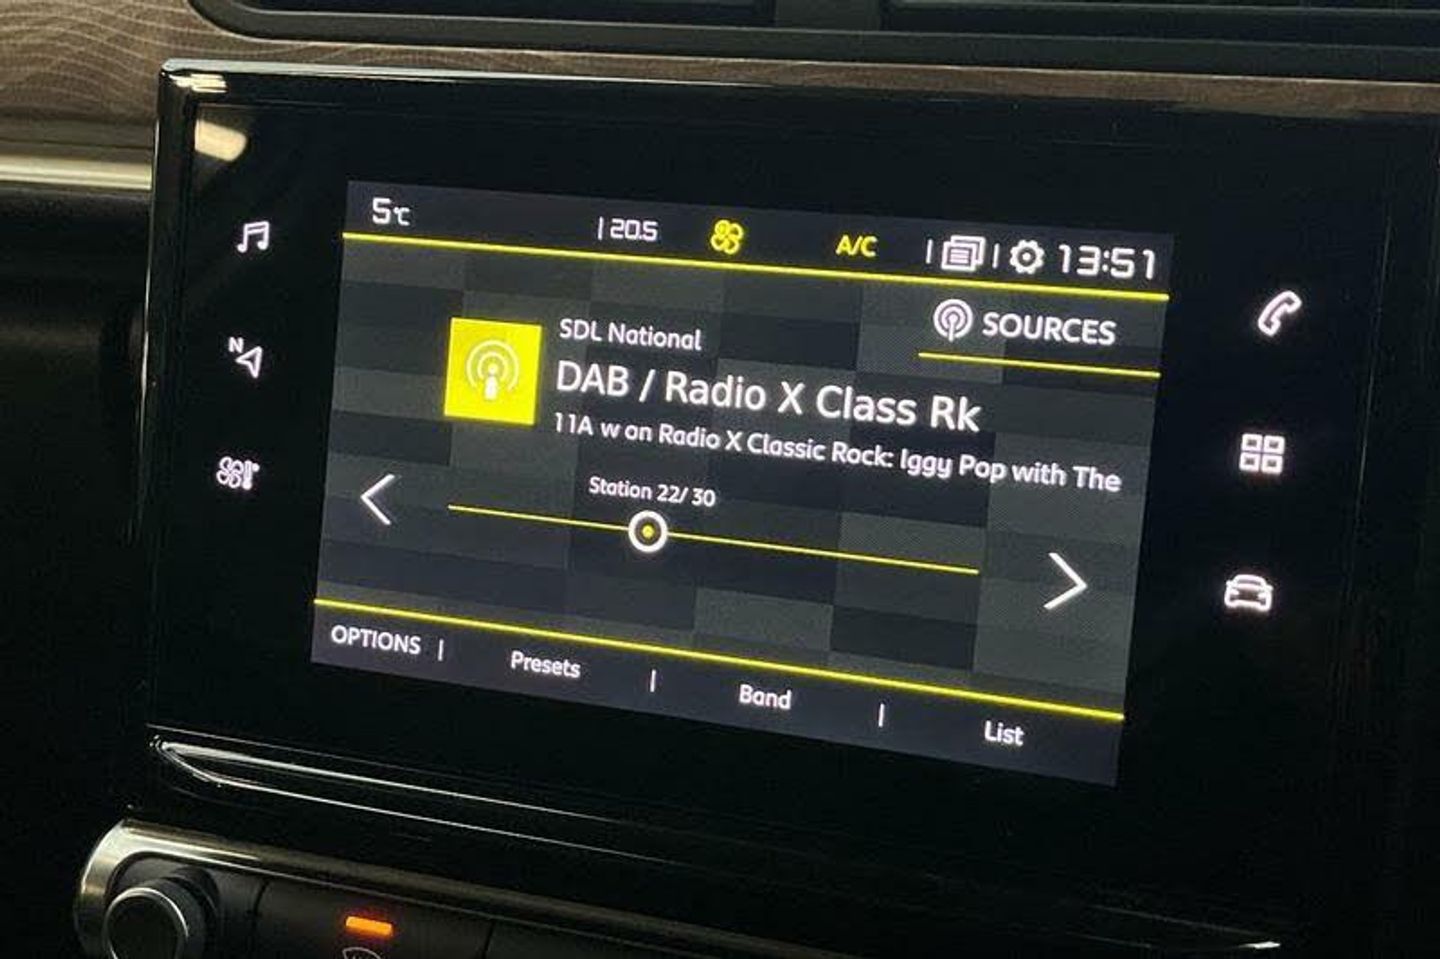 5°C | 20.5 A/C | | 13:51
SOURCES
SDL National
DAB / Radio X Class Rk
11A w on Radio X Classic Rock: Iggy Pop with The
Station 22/ 30
N
OPTIONS | Presets | Band | List